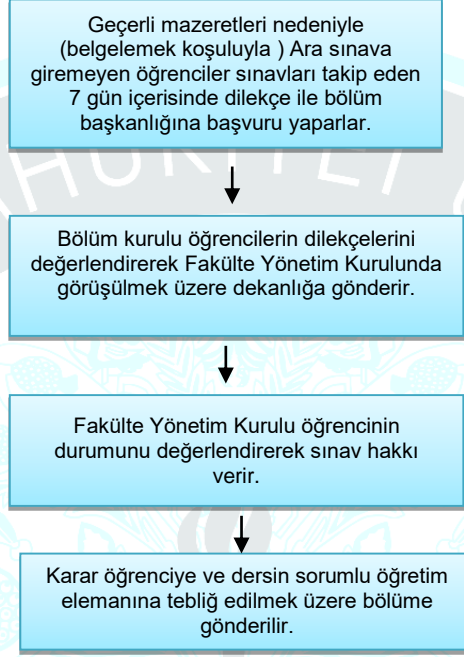 Geçerli mazeretleri nedeniyle
(belgelemek koşuluyla ) Ara sınava
giremeyen öğrenciler sınavları takip eden
7 gün içerisinde dilekçe ile bölüm
başkanlığına başvuru yaparlar.
Bölüm kurulu öğrencilerin dilekçelerini
değerlendirerek Fakülte Yönetim Kurulunda
görüşülmek üzere dekanlığa gönderir.
Fakülte Yönetim Kurulu öğrencinin
durumunu değerlendirerek sınav hakkı
verir.
Karar öğrenciye ve dersin sorumlu öğretim
elemanına tebliğ edilmek üzere bölüme
gönderilir.